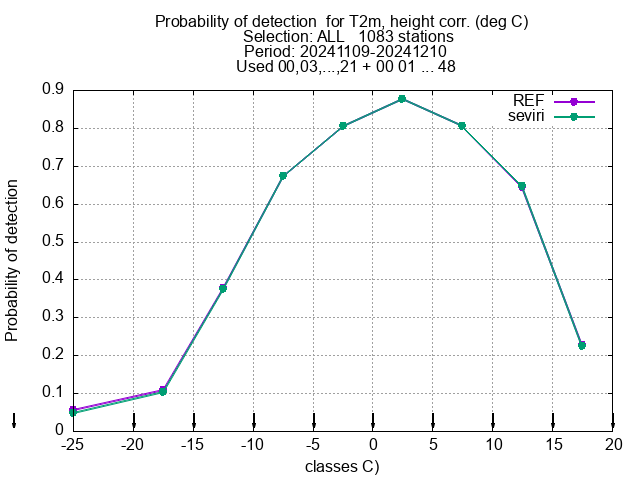 Probability of detection  for T2m, height corr. (deg C)
Selection: ALL   1083 stations
Period: 20241109-20241210
Used 00,03,...,21 + 00 01 ... 48
REF
seviri
Probability of detection
0.9
0.8
0.7
0.6
0.5
0.4
0.3
0.2
0.1
0
-25 -20 -15 -10 -5 0 5 10 15 20
classes C)